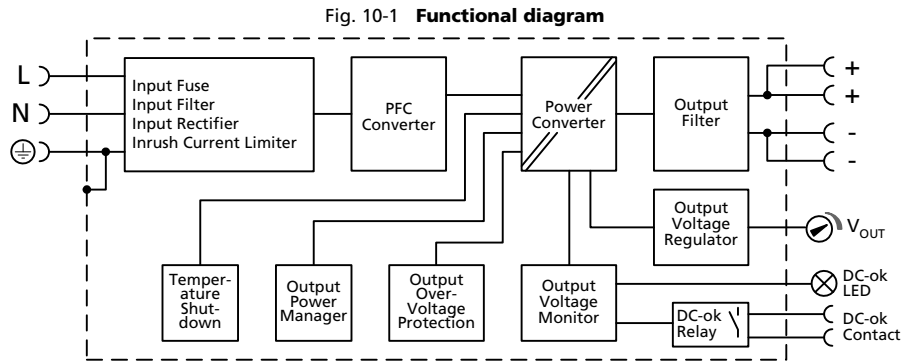 Fig. 10-1 Functional diagram
L
N
Input Fuse
Input Filter
Input Rectifier
Inrush Current Limiter
PFC
Converter
Power
Converter
Output
Filter
+
+
-
-
Output
Voltage
Regulator
VOUT
Temper-
ature
Shut-
down
Output
Power
Manager
Output
Over-
Voltage
Protection
Output
Voltage
Monitor
DC-ok
Relay
DC-ok
LED
DC-ok
Contact